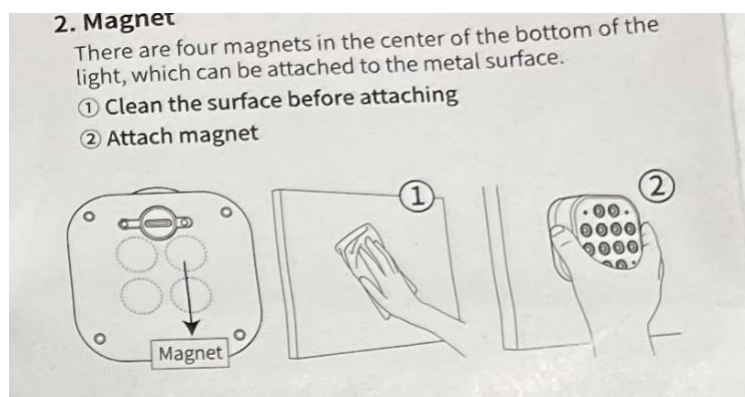 2. Magnet
There are four magnets in the center of the bottom of the
light, which can be attached to the metal surface.
① Clean the surface before attaching
② Attach magnet
①
②
Magnet